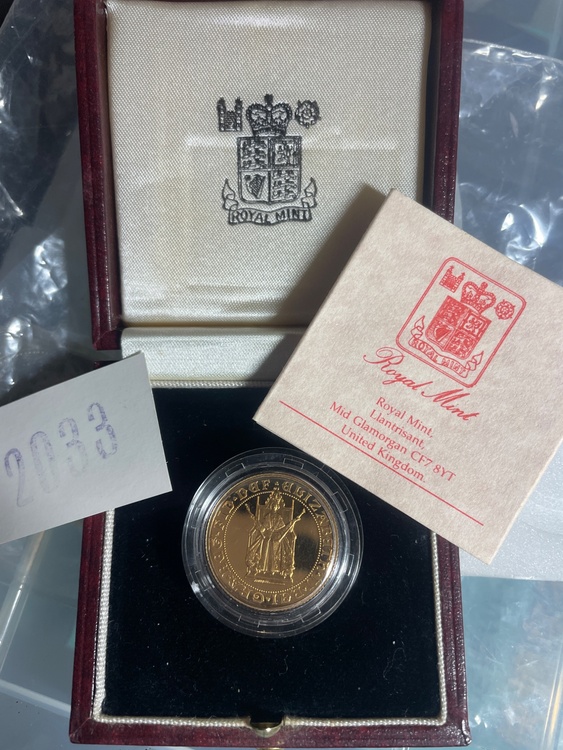 ROYAL MINT
ROYAL MINT
Royal Mint
Royal Mint,
Llantrisant,
Mid Glamorgan CF7 8YT
United Kingdom.
2033